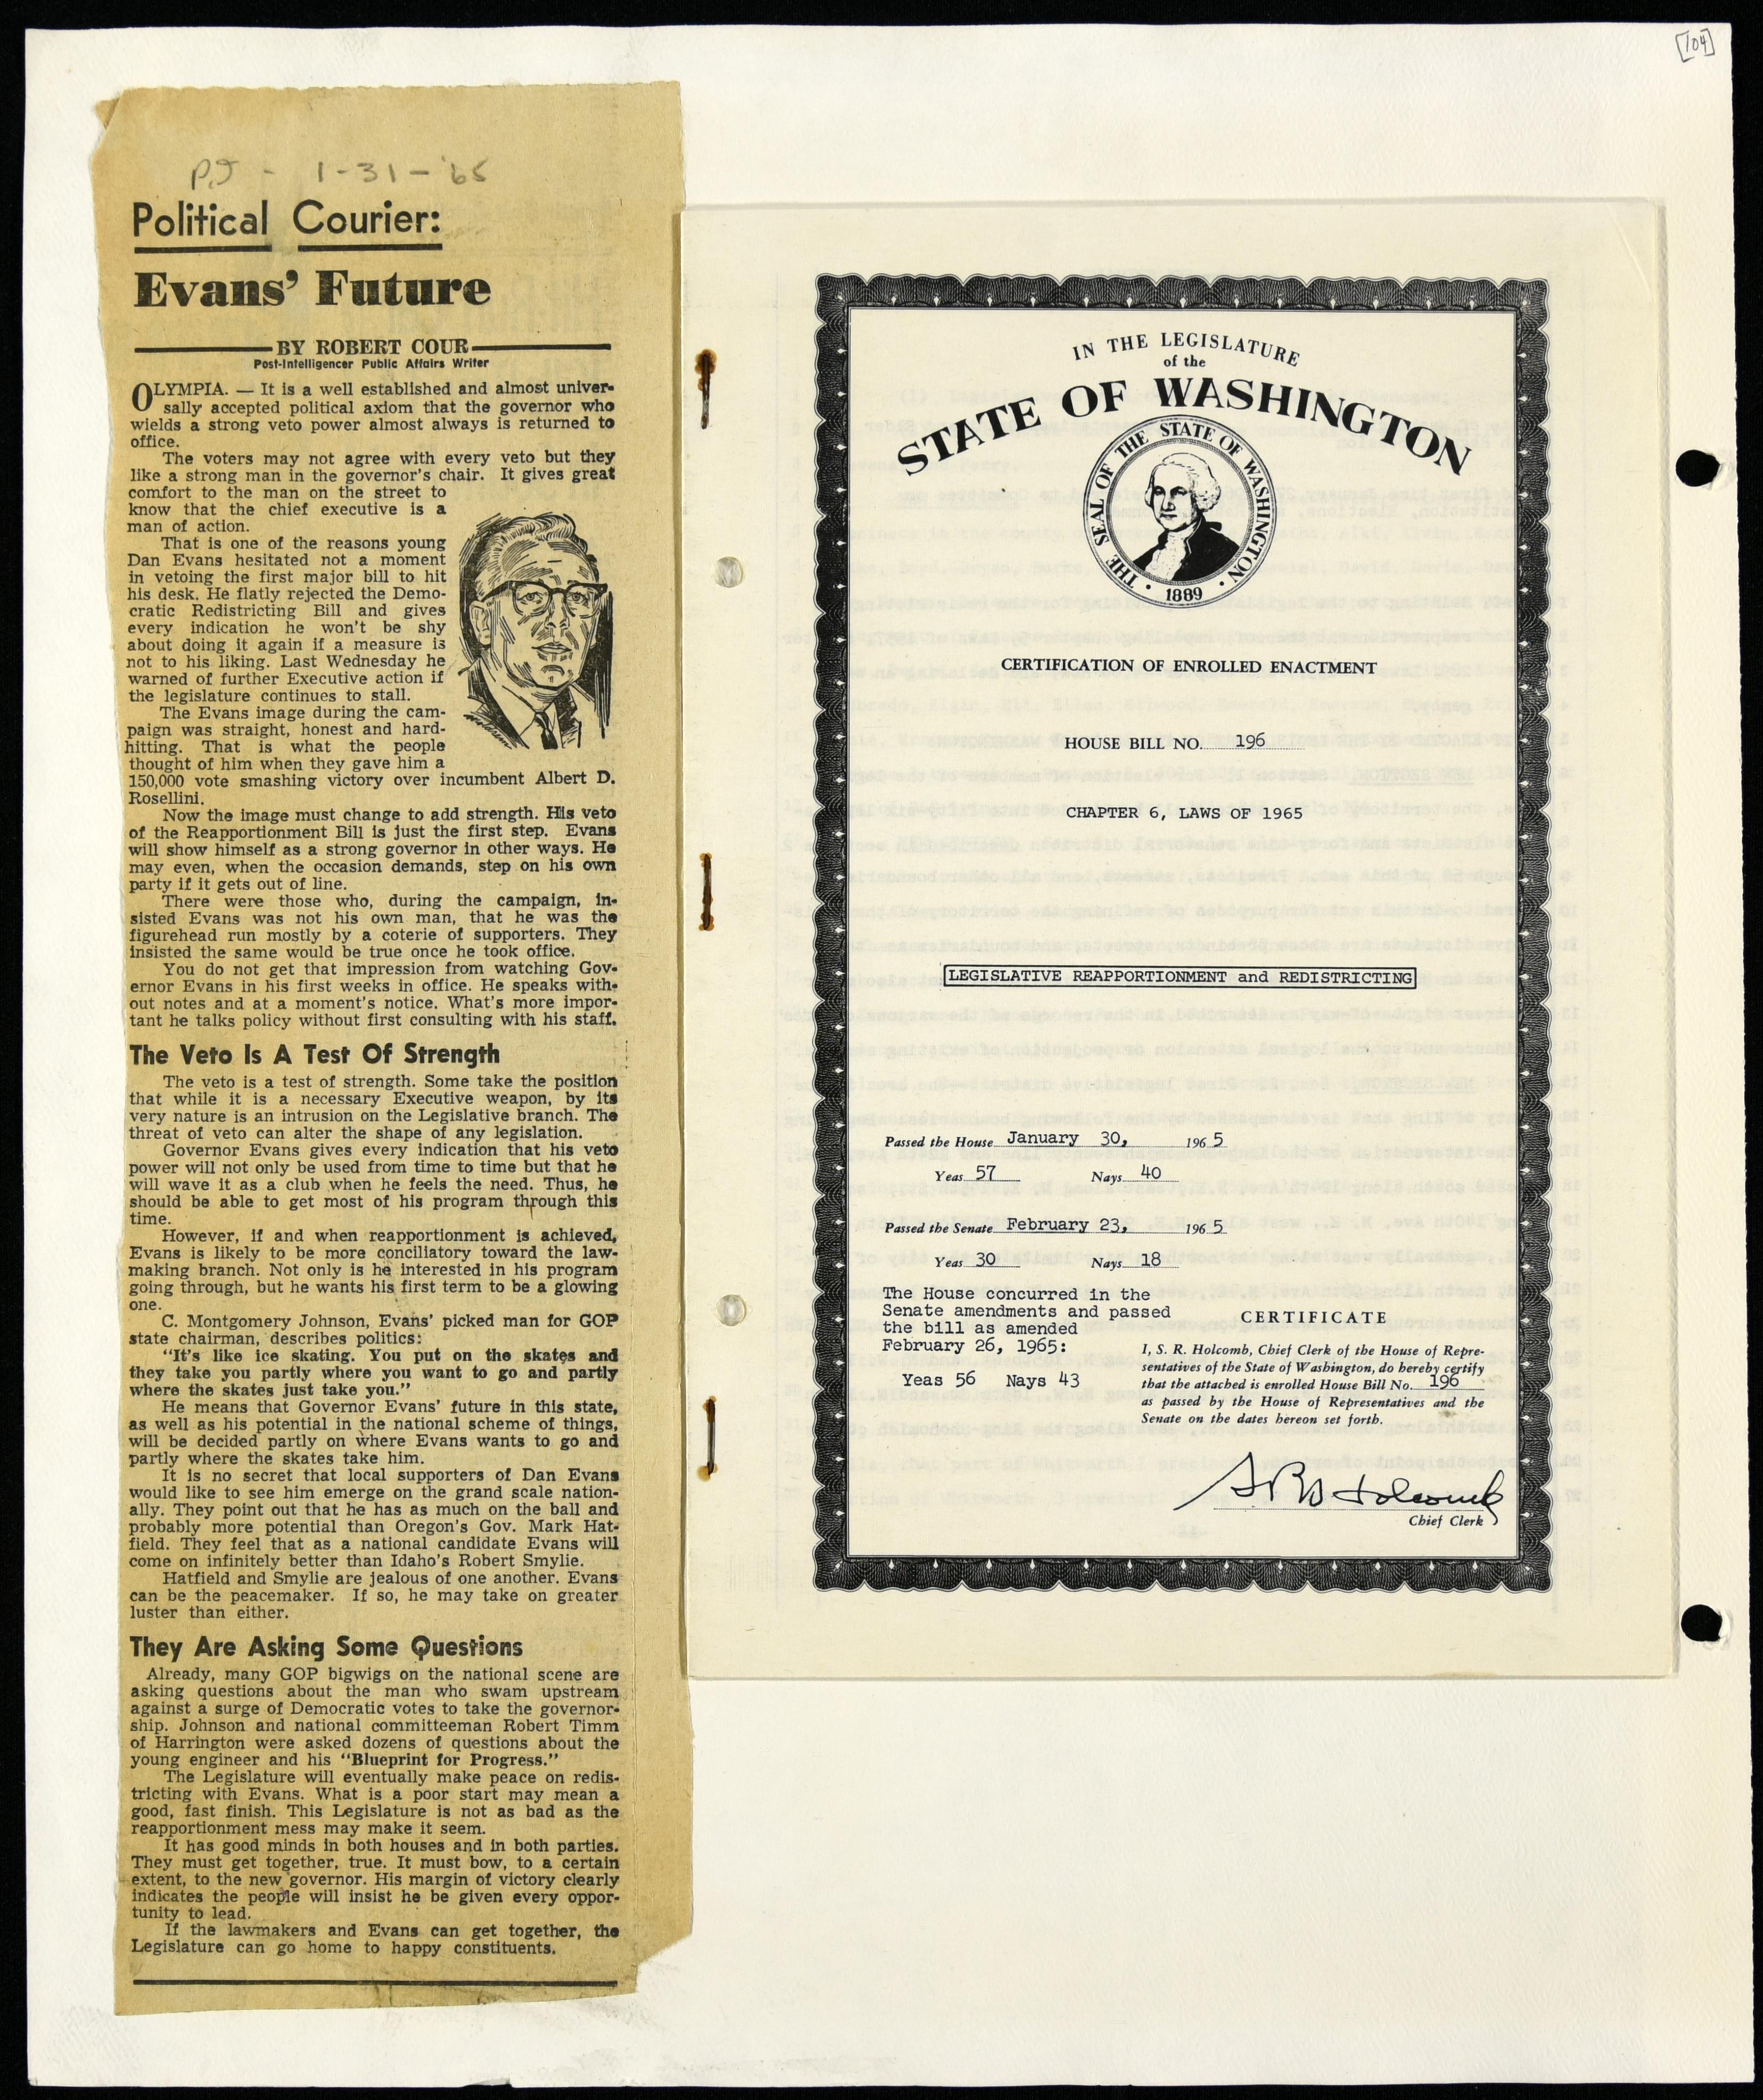 [104]
P.I - 1-31-'65
Political Courier:
Evans' Future
BY ROBERT COUR
Post-Intelligencer Public Affairs Writer
OLYMPIA. — It is a well established and almost univer-
sally accepted political axiom that the governor who
wields a strong veto power almost always is returned to
office.
The voters may not agree with every veto but they
like a strong man in the governor's chair. It gives great
comfort to the man on the street to
know that the chief executive is a
man of action.
That is one of the reasons young
Dan Evans hesitated not a moment
in vetoing the first major bill to hit
his desk. He flatly rejected the Demo-
cratic Redistricting Bill and gives
every indication he won't be shy
about doing it again if a measure is
not to his liking. Last Wednesday he
warned of further Executive action if
the legislature continues to stall.
The Evans image during the cam-
paign was straight, honest and hard-
hitting. That is what the people
thought of him when they gave him a
150,000 vote smashing victory over incumbent Albert D.
Rosellini.
Now the image must change to add strength. His veto
of the Reapportionment Bill is just the first step. Evans
will show himself as a strong governor in other ways. He
may even, when the occasion demands, step on his own
party if it gets out of line.
There were those who, during the campaign, in-
sisted Evans was not his own man, that he was the
figurehead run mostly by a coterie of supporters. They
insisted the same would be true once he took office.
You do not get that impression from watching Gov-
ernor Evans in his first weeks in office. He speaks with-
out notes and at a moment's notice. What's more impor-
tant he talks policy without first consulting with his staff.
The Veto Is A Test Of Strength
The veto is a test of strength. Some take the position
that while it is a necessary Executive weapon, by its
very nature is an intrusion on the Legislative branch. The
threat of veto can alter the shape of any legislation.
Governor Evans gives every indication that his veto
power will not only be used from time to time but that he
will wave it as a club when he feels the need. Thus, he
should be able to get most of his program through this
time.
However, if and when reapportionment is achieved,
Evans is likely to be more conciliatory toward the law-
making branch. Not only is he interested in his program
going through, but he wants his first term to be a glowing
one.
C. Montgomery Johnson, Evans' picked man for GOP
state chairman, describes politics:
"It's like ice skating. You put on the skates and
they take you partly where you want to go and partly
where the skates just take you."
He means that Governor Evans' future in this state,
as well as his potential in the national scheme of things,
will be decided partly on where Evans wants to go and
partly where the skates take him.
It is no secret that local supporters of Dan Evans
would like to see him emerge on the grand scale nation-
ally. They point out that he has as much on the ball and
probably more potential than Oregon's Gov. Mark Hat-
field. They feel that as a national candidate Evans will
come on infinitely better than Idaho's Robert Smylie.
Hatfield and Smylie are jealous of one another. Evans
can be the peacemaker. If so, he may take on greater
luster than either.
They Are Asking Some Questions
Already, many GOP bigwigs on the national scene are
asking questions about the man who swam upstream
against a surge of Democratic votes to take the governor-
ship. Johnson and national committeeman Robert Timm
of Harrington were asked dozens of questions about the
young engineer and his "Blueprint for Progress."
The Legislature will eventually make peace on redis-
tricting with Evans. What is a poor start may mean a
good, fast finish. This Legislature is not as bad as the
reapportionment mess may make it seem.
It has good minds in both houses and in both parties.
They must get together, true. It must bow, to a certain
extent, to the new governor. His margin of victory clearly
indicates the people will insist he be given every oppor-
tunity to lead.
If the lawmakers and Evans can get together, the
Legislature can go home to happy constituents.
IN THE LEGISLATURE
of the
STATE OF WASHINGTON
THE SEAL OF THE STATE OF WASHINGTON
1889
CERTIFICATION OF ENROLLED ENACTMENT
HOUSE BILL NO. 196
CHAPTER 6, LAWS OF 1965
LEGISLATIVE REAPPORTIONMENT and REDISTRICTING
Passed the House January 30, 1965
Yeas 57 Nays 40
Passed the Senate February 23, 1965
Yeas 30 Nays 18
The House concurred in the
Senate amendments and passed
the bill as amended
February 26, 1965:
Yeas 56 Nays 43
CERTIFICATE
I, S. R. Holcomb, Chief Clerk of the House of Repre-
sentatives of the State of Washington, do hereby certify
that the attached is enrolled House Bill No. 196
as passed by the House of Representatives and the
Senate on the dates hereon set forth.
S R Holcomb
Chief Clerk